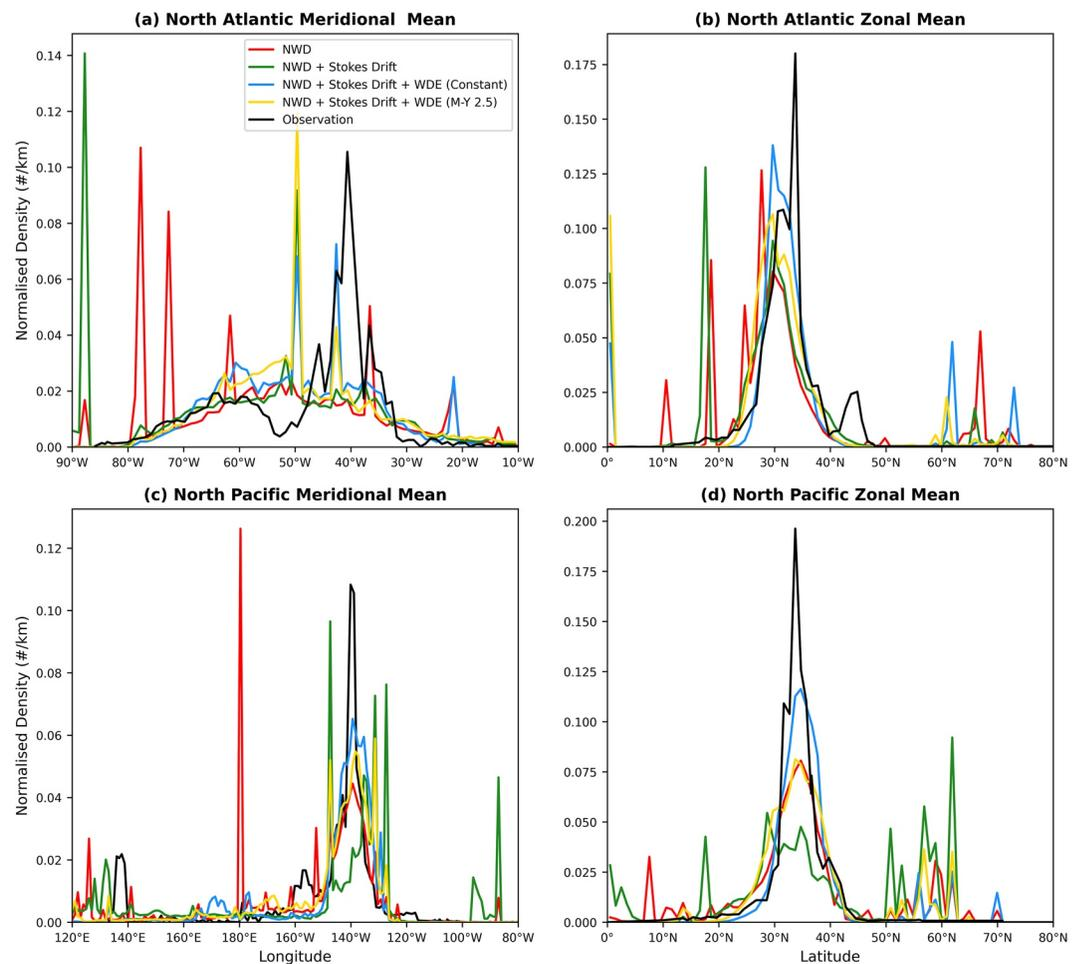 (a) North Atlantic Meridional  Mean
(b) North Atlantic Zonal Mean
Normalised Density (#/km)
0.14
0.12
0.10
0.08
0.06
0.04
0.02
0.00
NWD
NWD + Stokes Drift
NWD + Stokes Drift + WDE (Constant)
NWD + Stokes Drift + WDE (M-Y 2.5)
Observation
90°W 80°W 70°W 60°W 50°W 40°W 30°W 20°W 10°W
0.175
0.150
0.125
0.100
0.075
0.050
0.025
0.000
0° 10°N 20°N 30°N 40°N 50°N 60°N 70°N 80°N
(c) North Pacific Meridional Mean
(d) North Pacific Zonal Mean
Normalised Density (#/km)
0.12
0.10
0.08
0.06
0.04
0.02
0.00
120°E 140°E 160°E 180°E 160°W 140°W 120°W 100°W 80°W
Longitude
0.200
0.175
0.150
0.125
0.100
0.075
0.050
0.025
0.000
0° 10°N 20°N 30°N 40°N 50°N 60°N 70°N 80°N
Latitude